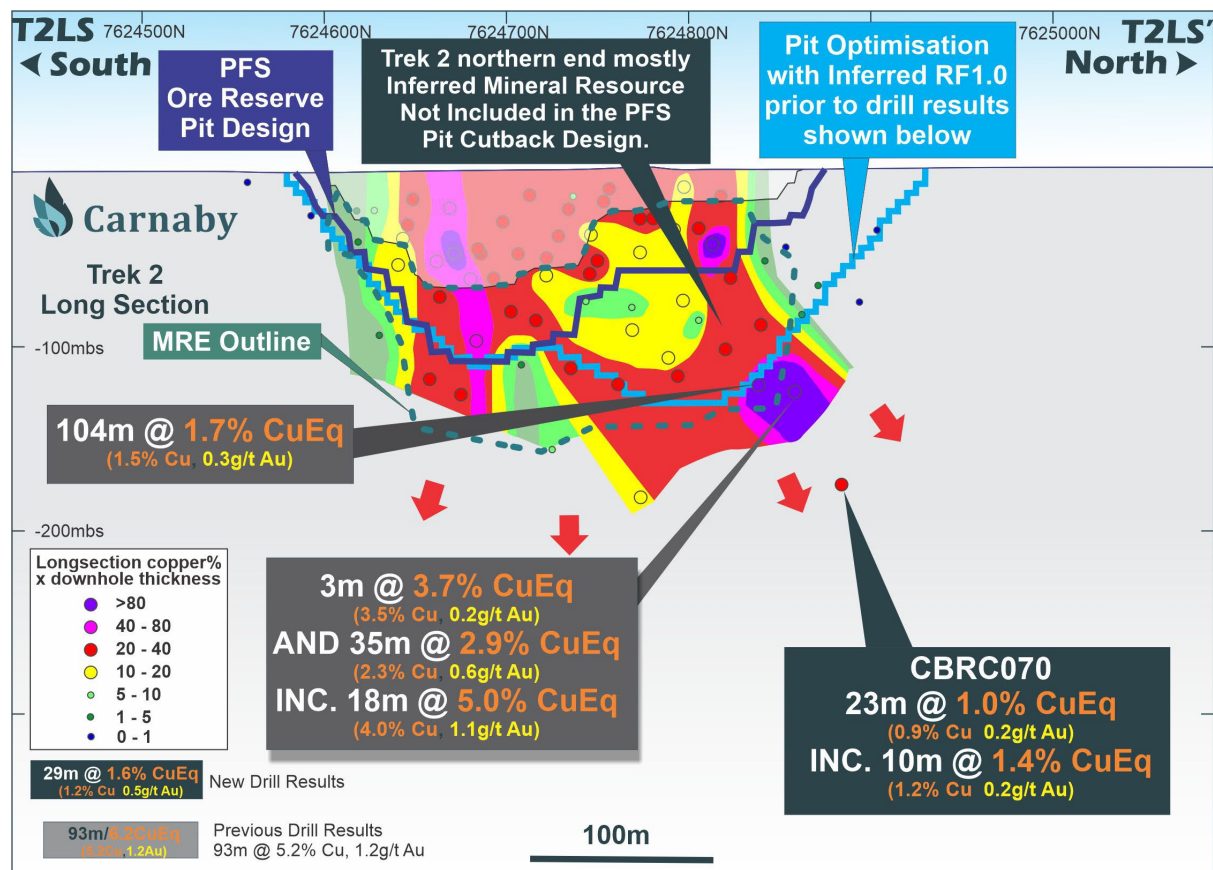 T2LS
South
7624500N
7624600N
7624700N
7624800N
7625000N
T2LS'
North
PFS
Ore Reserve
Pit Design
Trek 2 northern end mostly
Inferred Mineral Resource
Not Included in the PFS
Pit Cutback Design.
Pit Optimisation
with Inferred RF1.0
prior to drill results
shown below
Carnaby
Trek 2
Long Section
MRE Outline
-100mbs
104m @ 1.7% CuEq
(1.5% Cu, 0.3g/t Au)
-200mbs
Longsection copper%
x downhole thickness
>80
40 - 80
20 - 40
10 - 20
5 - 10
1 - 5
0 - 1
3m @ 3.7% CuEq
(3.5% Cu, 0.2g/t Au)
AND 35m @ 2.9% CuEq
(2.3% Cu, 0.6g/t Au)
INC. 18m @ 5.0% CuEq
(4.0% Cu, 1.1g/t Au)
CBRC070
23m @ 1.0% CuEq
(0.9% Cu 0.2g/t Au)
INC. 10m @ 1.4% CuEq
(1.2% Cu 0.2g/t Au)
29m @ 1.6% CuEq
(1.2% Cu 0.5g/t Au)
New Drill Results
93m/6.2CuEq
(5.2Cu,1.2Au)
Previous Drill Results
93m @ 5.2% Cu, 1.2g/t Au
100m